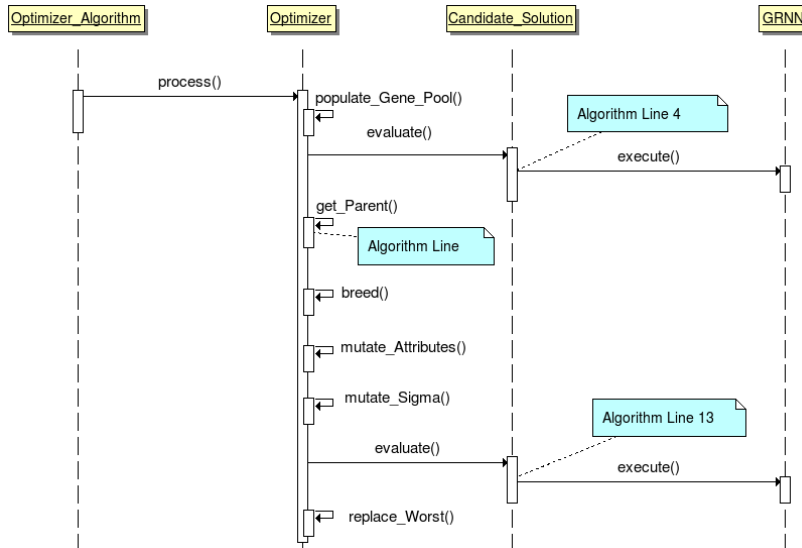 Optimizer_Algorithm
Optimizer
Candidate_Solution
GRNN
process()
populate_Gene_Pool()
Algorithm Line 4
evaluate()
execute()
get_Parent()
Algorithm Line
breed()
mutate_Attributes()
mutate_Sigma()
Algorithm Line 13
evaluate()
execute()
replace_Worst()